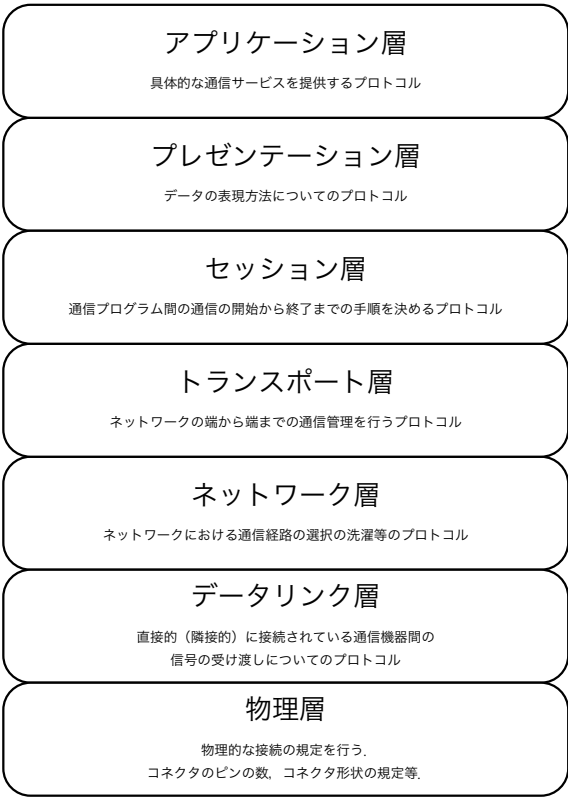 アプリケーション層
具体的な通信サービスを提供するプロトコル
プレゼンテーション層
データの表現方法についてのプロトコル
セッション層
通信プログラム間の通信の開始から終了までの手順を決めるプロトコル
トランスポート層
ネットワークの端から端までの通信管理を行うプロトコル
ネットワーク層
ネットワークにおける通信経路の選択の洗濯等のプロトコル
データリンク層
直接的（隣接的）に接続されている通信機器間の
信号の受け渡しについてのプロトコル
物理層
物理的な接続の規定を行う．
コネクタのピンの数，コネクタ形状の規定等．